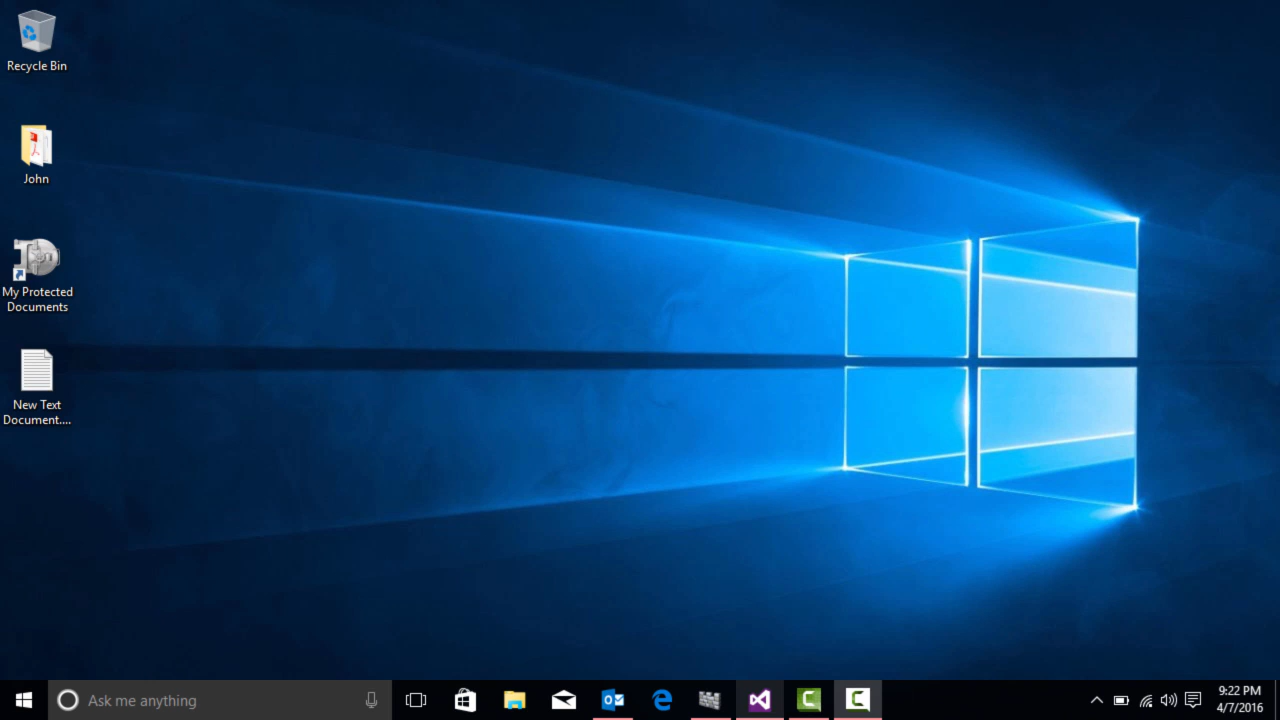 Recycle Bin
John
My Protected
Documents
New Text
Document....
Ask me anything
9:22 PM
4/7/2016